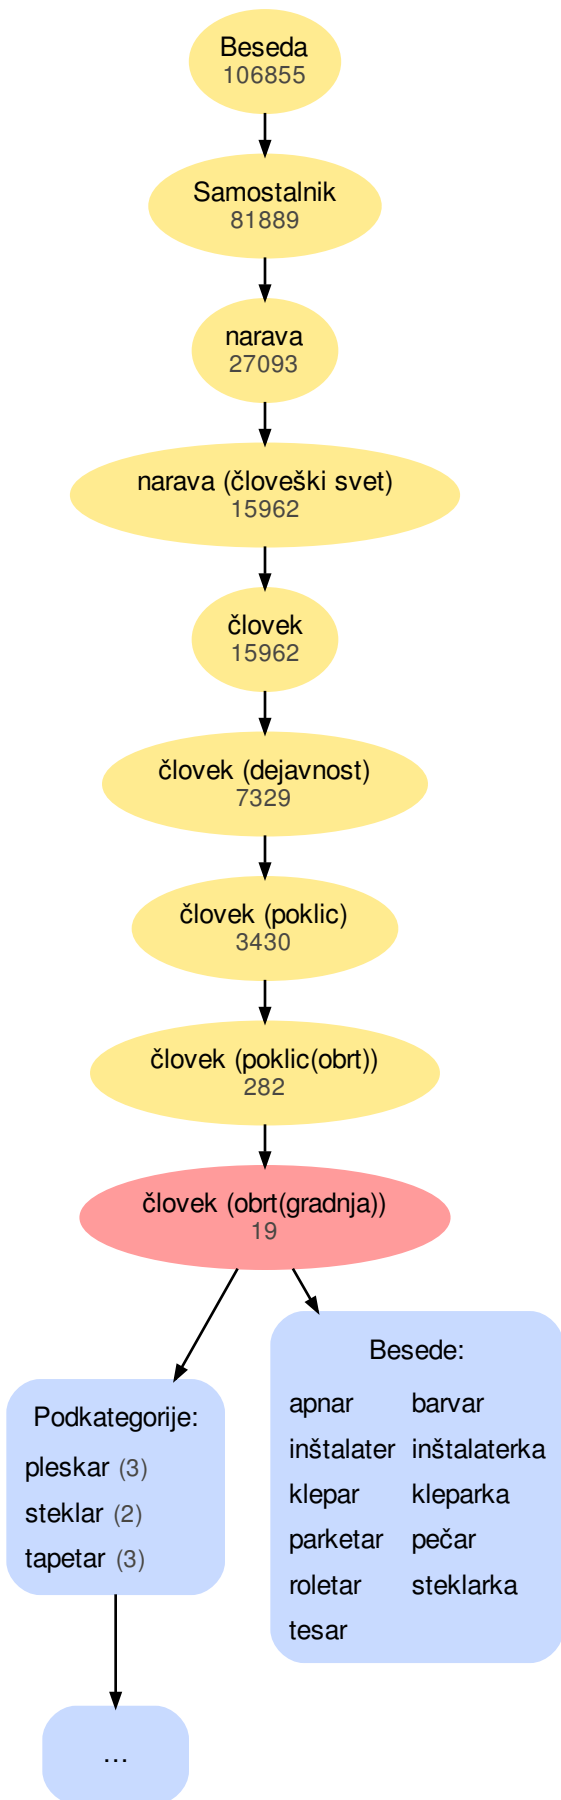 Beseda
106855
Samostalnik
81889
narava
27093
narava (človeški svet)
15962
človek
15962
človek (dejavnost)
7329
človek (poklic)
3430
človek (poklic(obrt))
282
človek (obrt(gradnja))
19
Podkategorije:
pleskar (3)
steklar (2)
tapetar (3)
...
Besede:
apnar barvar
inštalater inštalaterka
klepar kleparka
parketar pečar
roletar steklarka
tesar